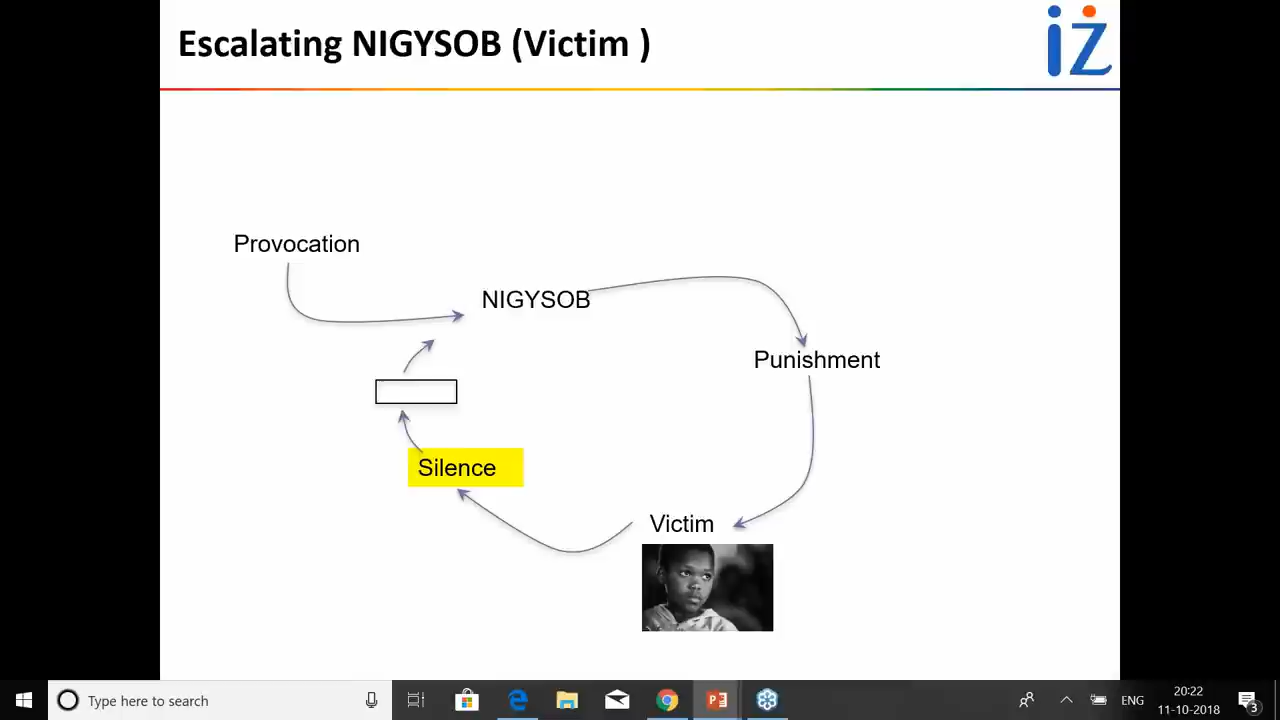 Escalating NIGYSOB (Victim )
iz
Provocation
NIGYSOB
Punishment
Silence
Victim
Type here to search
ENG
20:22
11-10-2018
3